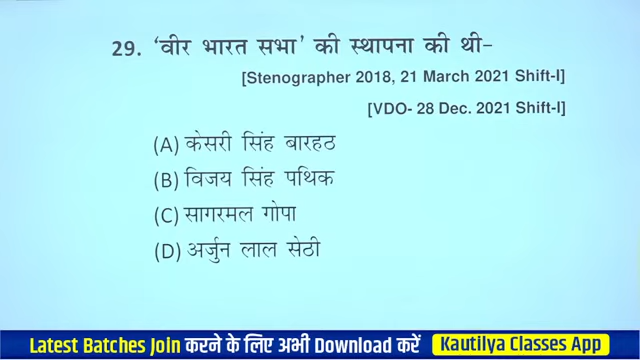 29. ‘वीर भारत सभा’ की स्थापना की थी–
[Stenographer 2018, 21 March 2021 Shift-I]
[VDO- 28 Dec. 2021 Shift-I]
(A) केसरी सिंह बारहठ
(B) विजय सिंह पथिक
(C) सागरमल गोपा
(D) अर्जुन लाल सेठी
Latest Batches Join करने के लिए अभी Download करें Kautilya Classes App